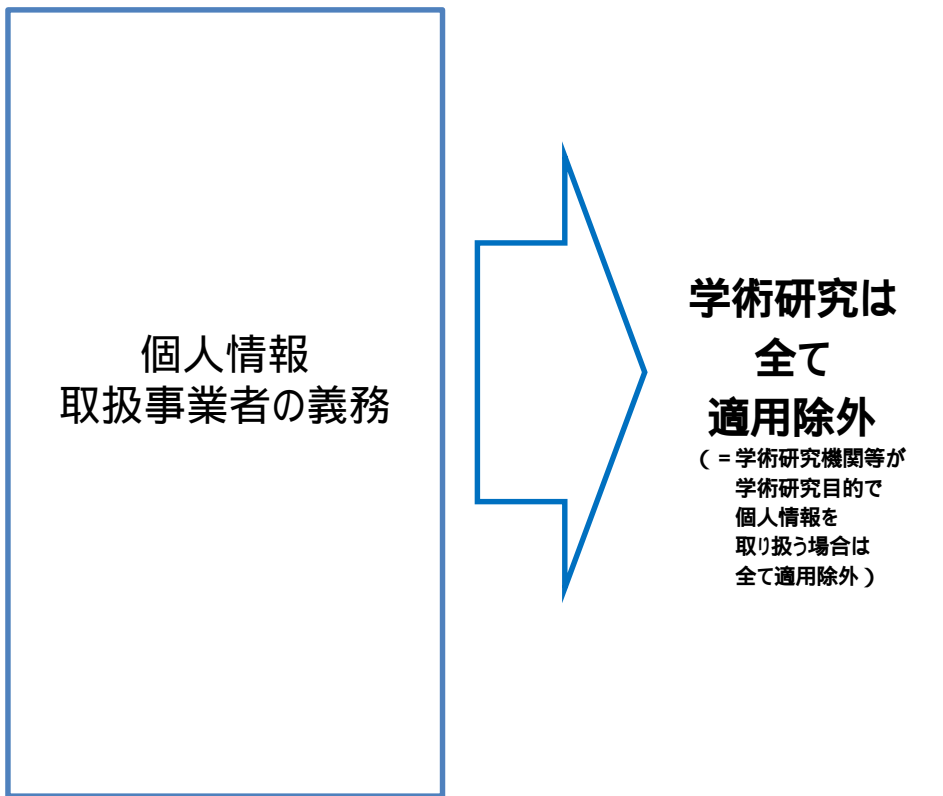 個人情報
取扱事業者の義務
学術研究は
全て
適用除外
(=学術研究機関等が
学術研究目的で
個人情報を
取り扱う場合は
全て適用除外)